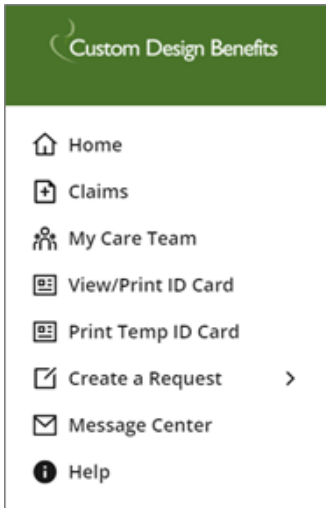 Custom Design Benefits
Home
Claims
My Care Team
View/Print ID Card
Print Temp ID Card
Create a Request
Message Center
Help